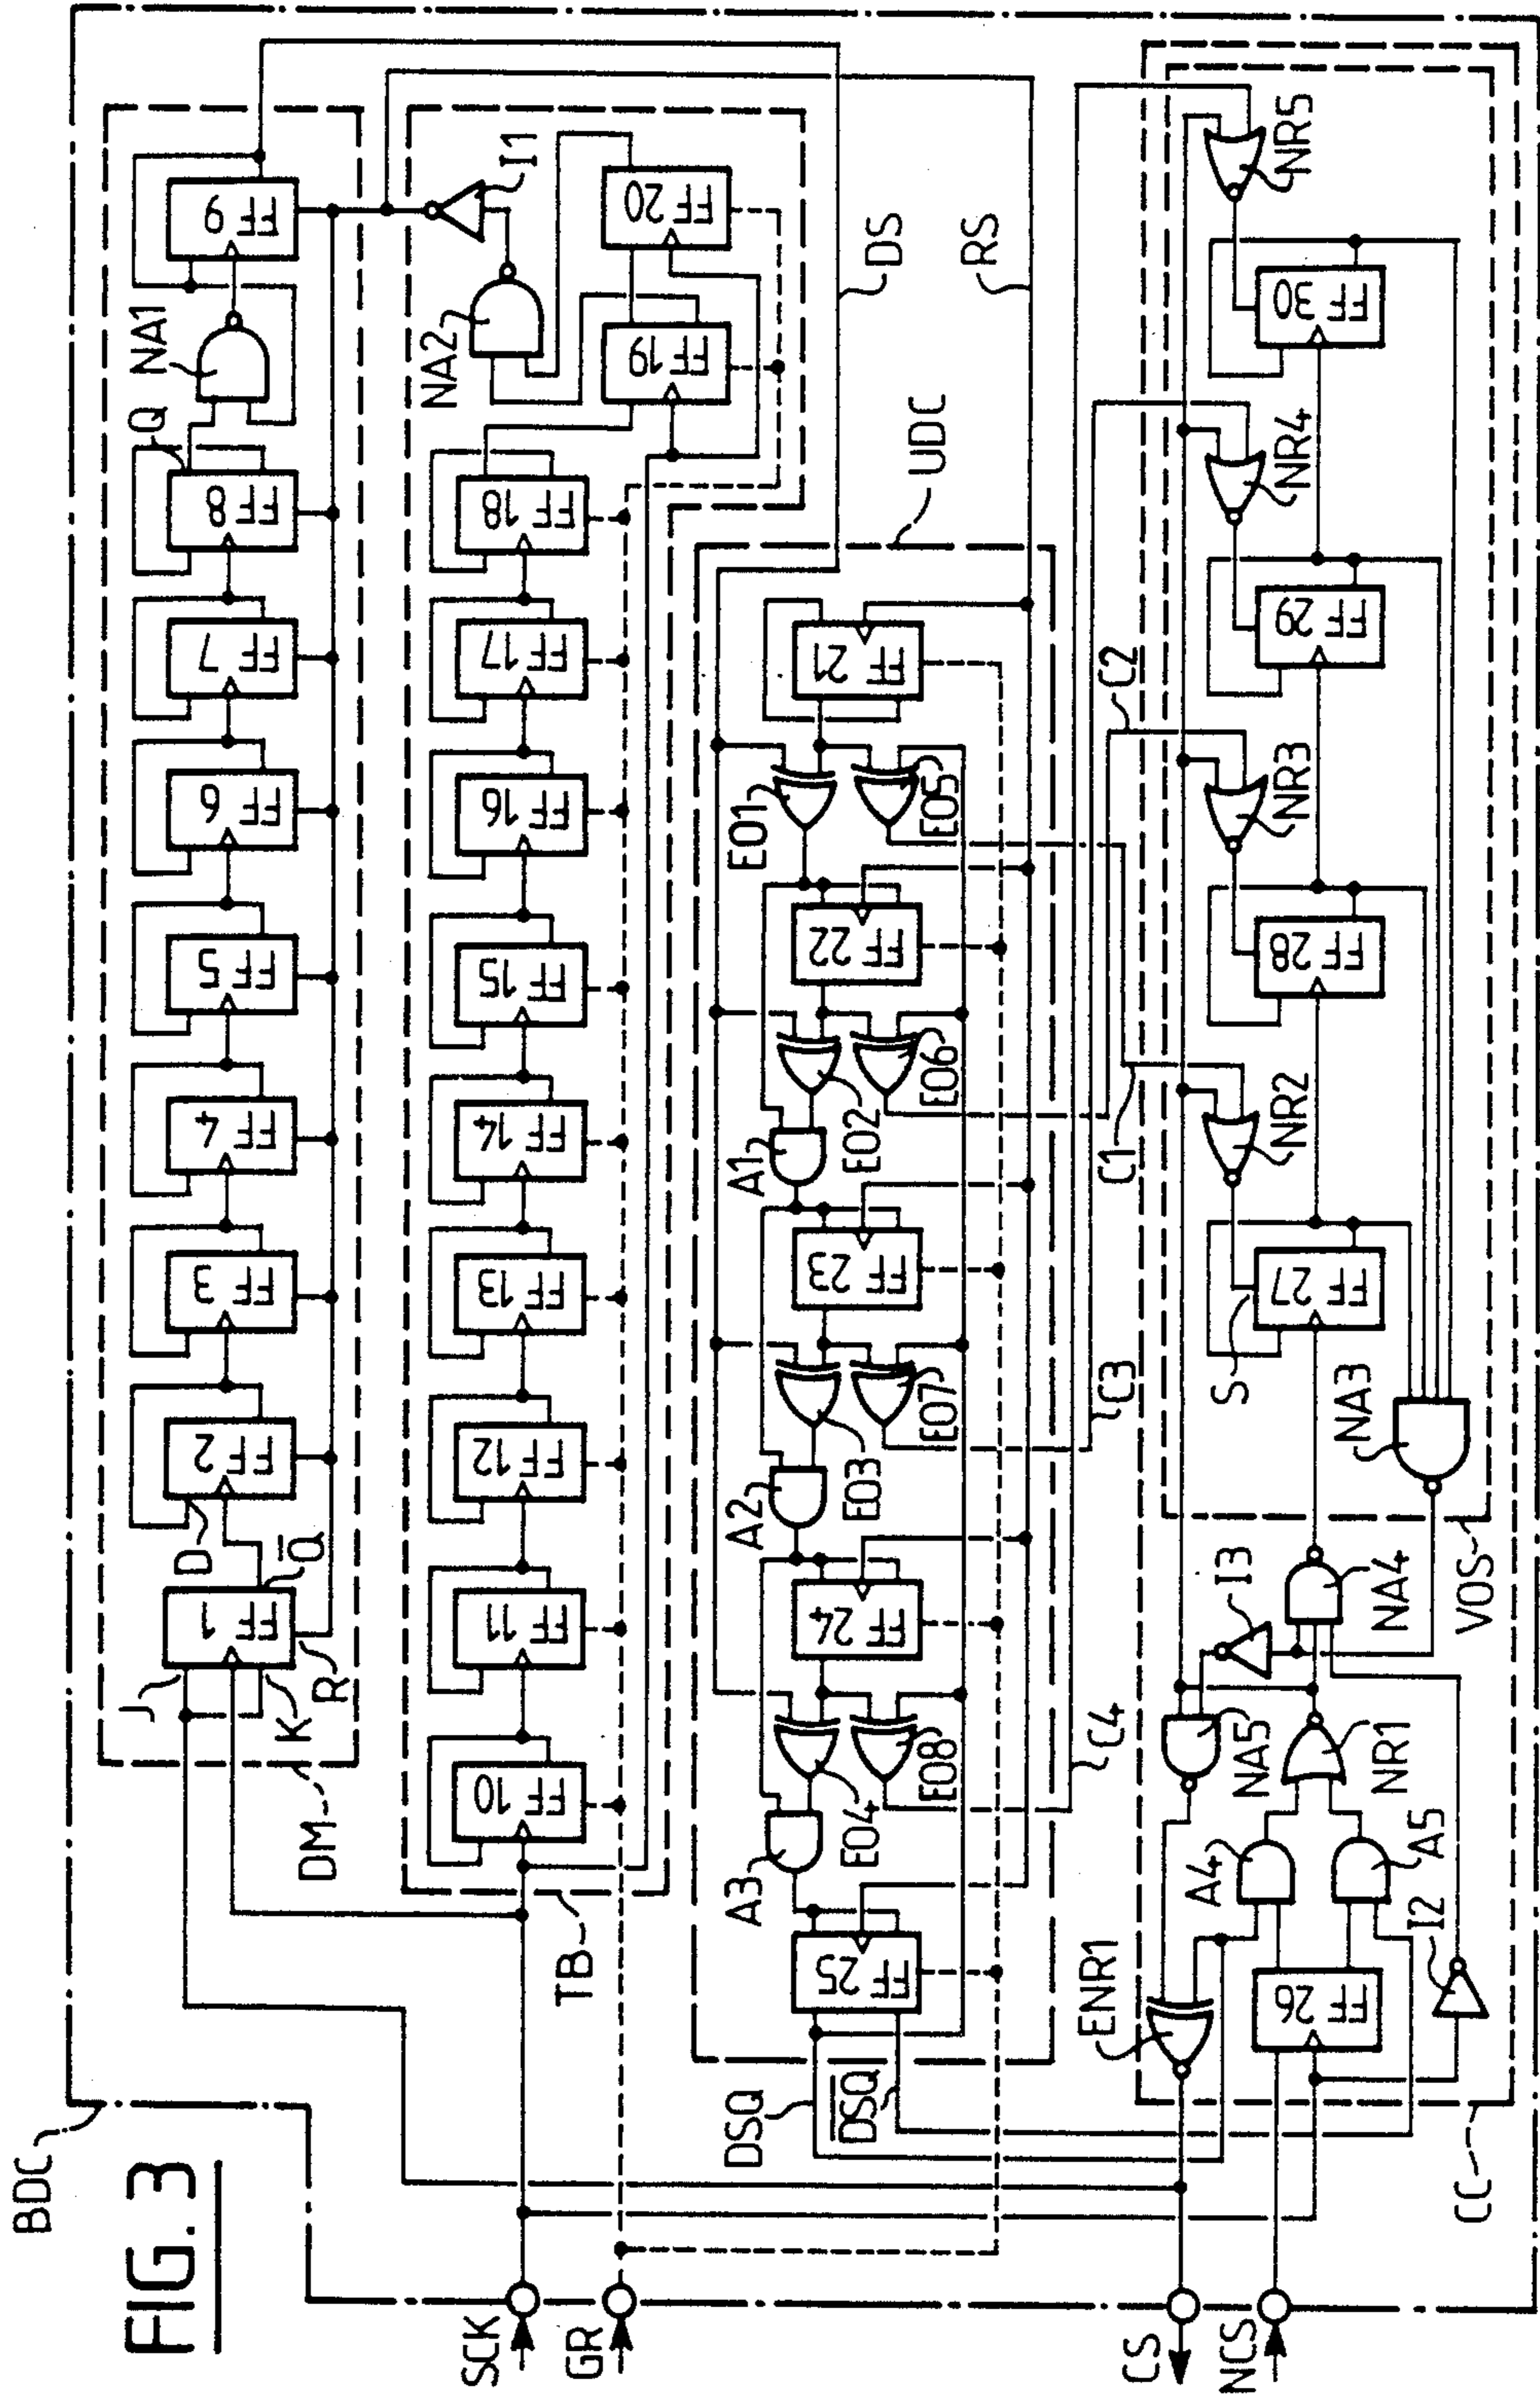 FIG. 3
BDC
DM
J
K
R
Q̅
D
Q
FF 1
FF 2
FF 3
FF 4
FF 5
FF 6
FF 7
FF 8
NA1
FF 9
TB
FF 10
FF 11
FF 12
FF 13
FF 14
FF 15
FF 16
FF 17
FF 18
FF 19
FF 20
NA2
I1
DS
RS
UDC
FF 21
EO1
EO5
FF 22
EO2
EO6
A1
FF 23
EO3
EO7
A2
FF 24
EO4
EO8
A3
FF 25
DSQ
D̅S̅Q̅
C1
C2
C3
C4
NR5
FF 30
NR4
FF 29
NR3
FF 28
NR2
FF 27
S
NA3
VOS
I3
NA4
NA5
NR1
A4
A5
I2
ENR1
FF 26
CC
SCK
GR
CS
NCS